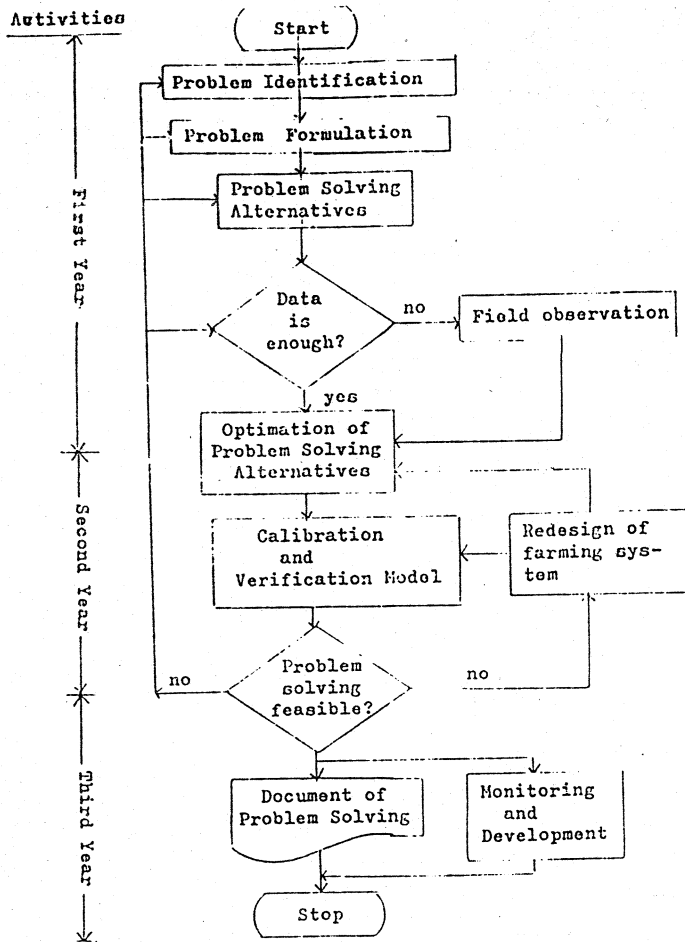 Autivities
Start
Problem Identification
Problem Formulation
Problem Solving
Alternatives
First Year
Data
is
enough?
no
Field observation
yes
Optimation of
Problem Solving
Alternatives
Second Year
Calibration
and
Verification Model
Redesign of
farming sys-
tem
no
Problem
solving
feasible?
no
Third Year
Document of
Problem Solving
Monitoring
and
Development
Stop